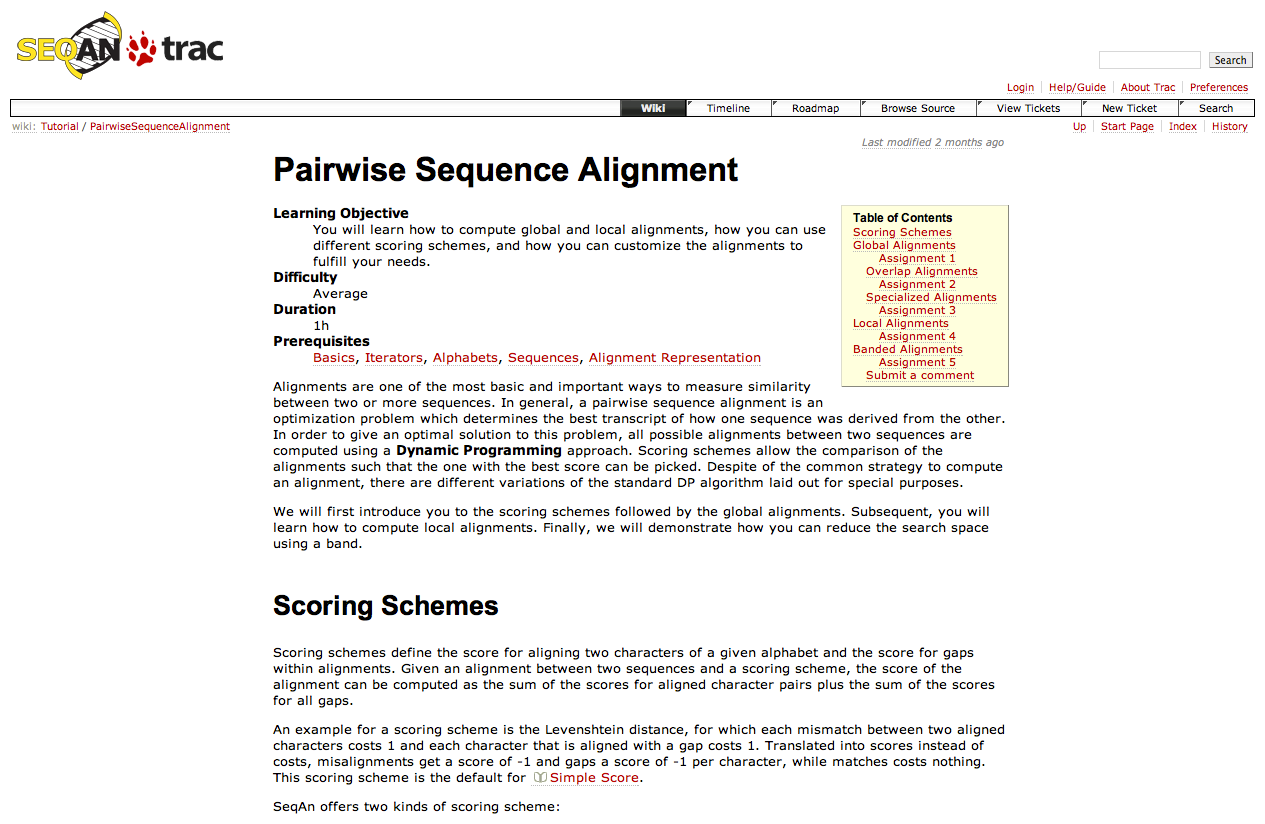 SEQAN trac
Search
Login Help/Guide About Trac Preferences
Wiki Timeline Roadmap Browse Source View Tickets New Ticket Search
wiki: Tutorial / PairwiseSequenceAlignment
Up Start Page Index History
Last modified 2 months ago
Pairwise Sequence Alignment
Learning Objective
You will learn how to compute global and local alignments, how you can use
different scoring schemes, and how you can customize the alignments to
fulfill your needs.
Difficulty
Average
Duration
1h
Prerequisites
Basics, Iterators, Alphabets, Sequences, Alignment Representation
Table of Contents
Scoring Schemes
Global Alignments
Assignment 1
Overlap Alignments
Assignment 2
Specialized Alignments
Assignment 3
Local Alignments
Assignment 4
Banded Alignments
Assignment 5
Submit a comment
Alignments are one of the most basic and important ways to measure similarity
between two or more sequences. In general, a pairwise sequence alignment is an
optimization problem which determines the best transcript of how one sequence was derived from the other.
In order to give an optimal solution to this problem, all possible alignments between two sequences are
computed using a Dynamic Programming approach. Scoring schemes allow the comparison of the
alignments such that the one with the best score can be picked. Despite of the common strategy to compute
an alignment, there are different variations of the standard DP algorithm laid out for special purposes.
We will first introduce you to the scoring schemes followed by the global alignments. Subsequent, you will
learn how to compute local alignments. Finally, we will demonstrate how you can reduce the search space
using a band.
Scoring Schemes
Scoring schemes define the score for aligning two characters of a given alphabet and the score for gaps
within alignments. Given an alignment between two sequences and a scoring scheme, the score of the
alignment can be computed as the sum of the scores for aligned character pairs plus the sum of the scores
for all gaps.
An example for a scoring scheme is the Levenshtein distance, for which each mismatch between two aligned
characters costs 1 and each character that is aligned with a gap costs 1. Translated into scores instead of
costs, misalignments get a score of -1 and gaps a score of -1 per character, while matches costs nothing.
This scoring scheme is the default for Simple Score.
SeqAn offers two kinds of scoring scheme: